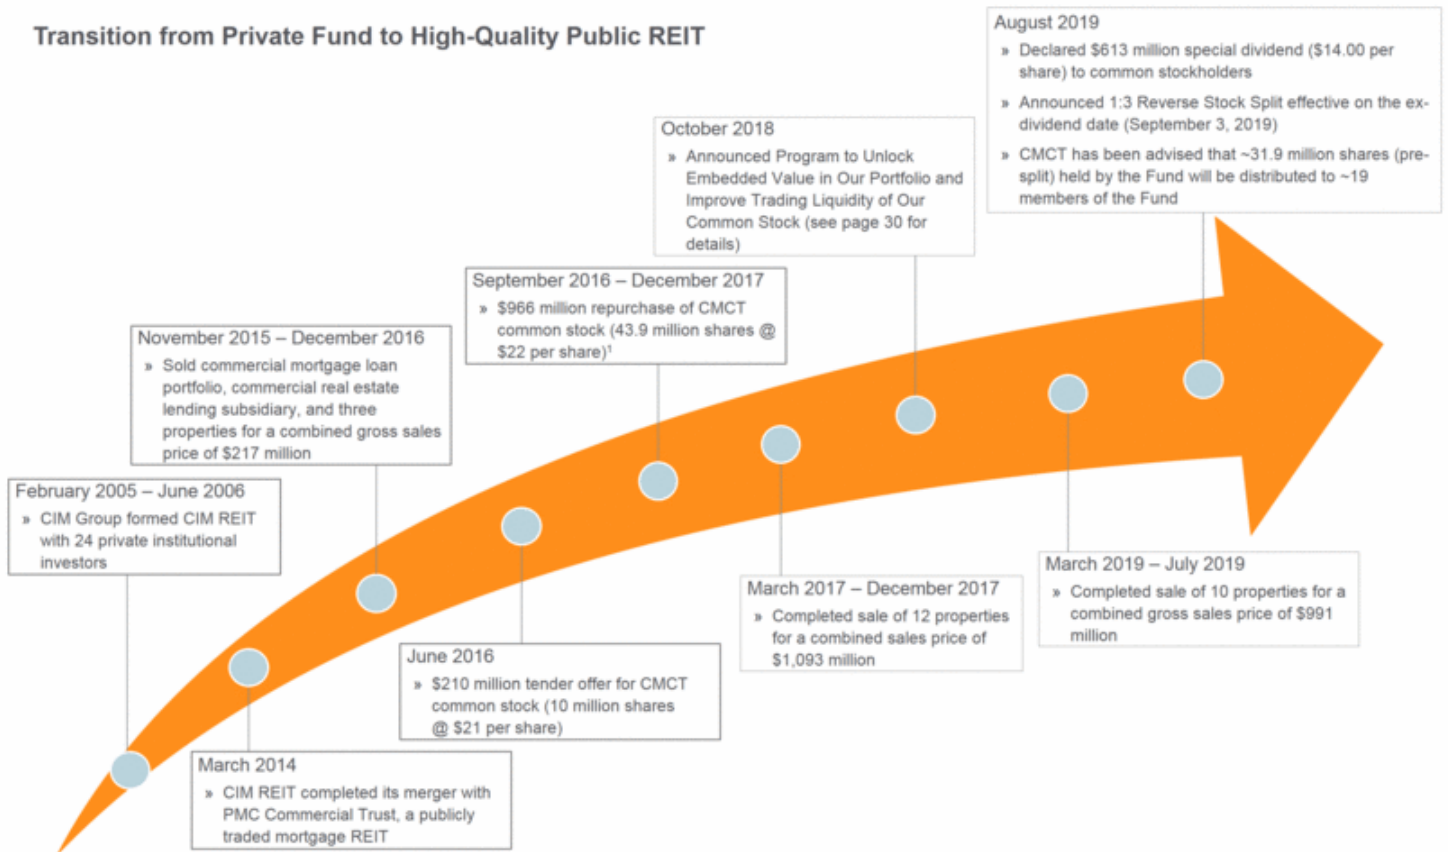 Transition from Private Fund to High-Quality Public REIT
February 2005 – June 2006
» CIM Group formed CIM REIT
with 24 private institutional
investors
March 2014
» CIM REIT completed its merger with
PMC Commercial Trust, a publicly
traded mortgage REIT
November 2015 – December 2016
» Sold commercial mortgage loan
portfolio, commercial real estate
lending subsidiary, and three
properties for a combined gross sales
price of $217 million
June 2016
» $210 million tender offer for CMCT
common stock (10 million shares
@ $21 per share)
September 2016 – December 2017
» $966 million repurchase of CMCT
common stock (43.9 million shares @
$22 per share)¹
March 2017 – December 2017
» Completed sale of 12 properties
for a combined sales price of
$1,093 million
October 2018
» Announced Program to Unlock
Embedded Value in Our Portfolio and
Improve Trading Liquidity of Our
Common Stock (see page 30 for
details)
March 2019 – July 2019
» Completed sale of 10 properties for a
combined gross sales price of $991
million
August 2019
» Declared $613 million special dividend ($14.00 per
share) to common stockholders
» Announced 1:3 Reverse Stock Split effective on the ex-
dividend date (September 3, 2019)
» CMCT has been advised that ~31.9 million shares (pre-
split) held by the Fund will be distributed to ~19
members of the Fund